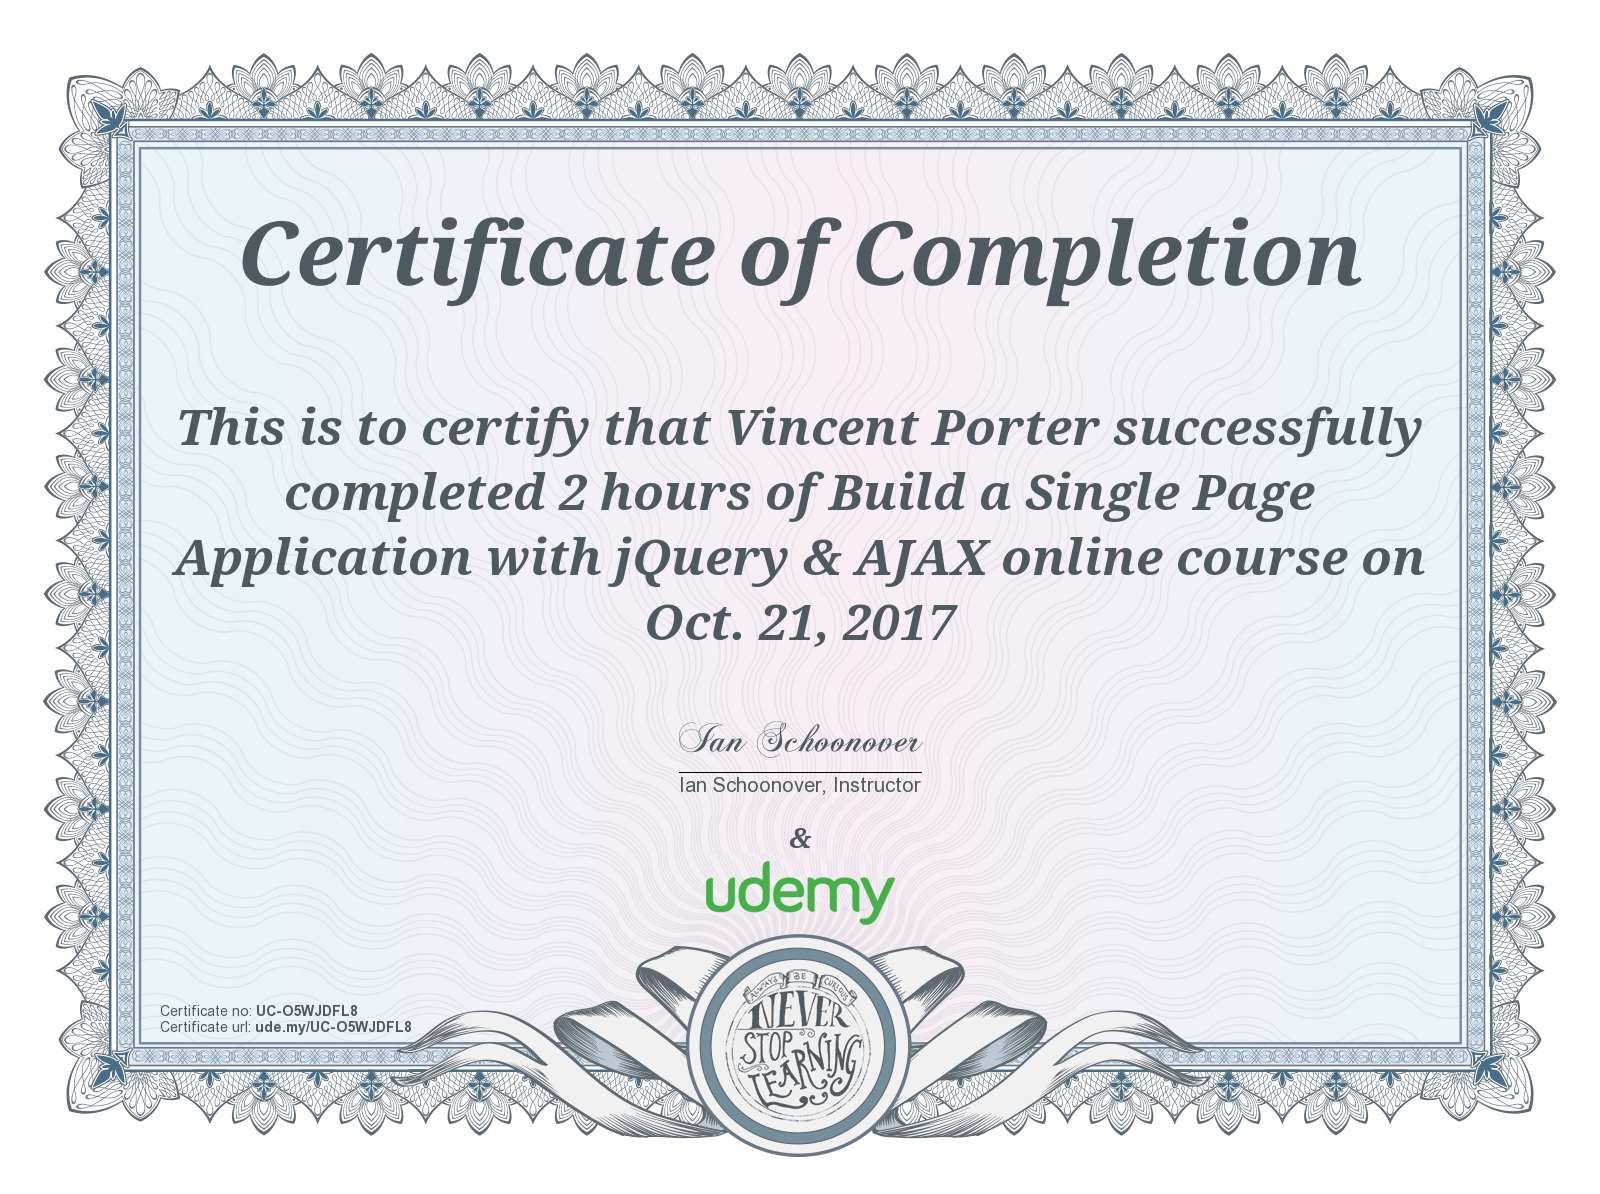 Certificate of Completion
This is to certify that Vincent Porter successfully
completed 2 hours of Build a Single Page
Application with jQuery & AJAX online course on
Oct. 21, 2017
Ian Schoonover
Ian Schoonover, Instructor
&
udemy
Certificate no: UC-O5WJDFL8
Certificate url: ude.my/UC-O5WJDFL8
ALWAYS BE CURIOUS
NEVER
STOP
LEARNING